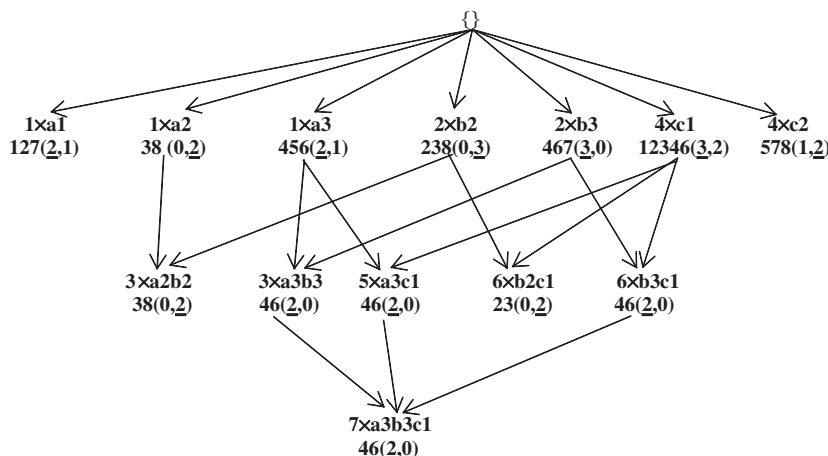 {}
1×a1 1×a2 1×a3 2×b2 2×b3 4×c1 4×c2
127(2,1) 38 (0,2) 456(2,1) 238(0,3) 467(3,0) 12346(3,2) 578(1,2)
3×a2b2 3×a3b3 5×a3c1 6×b2c1 6×b3c1
38(0,2) 46(2,0) 46(2,0) 23(0,2) 46(2,0)
7×a3b3c1
46(2,0)